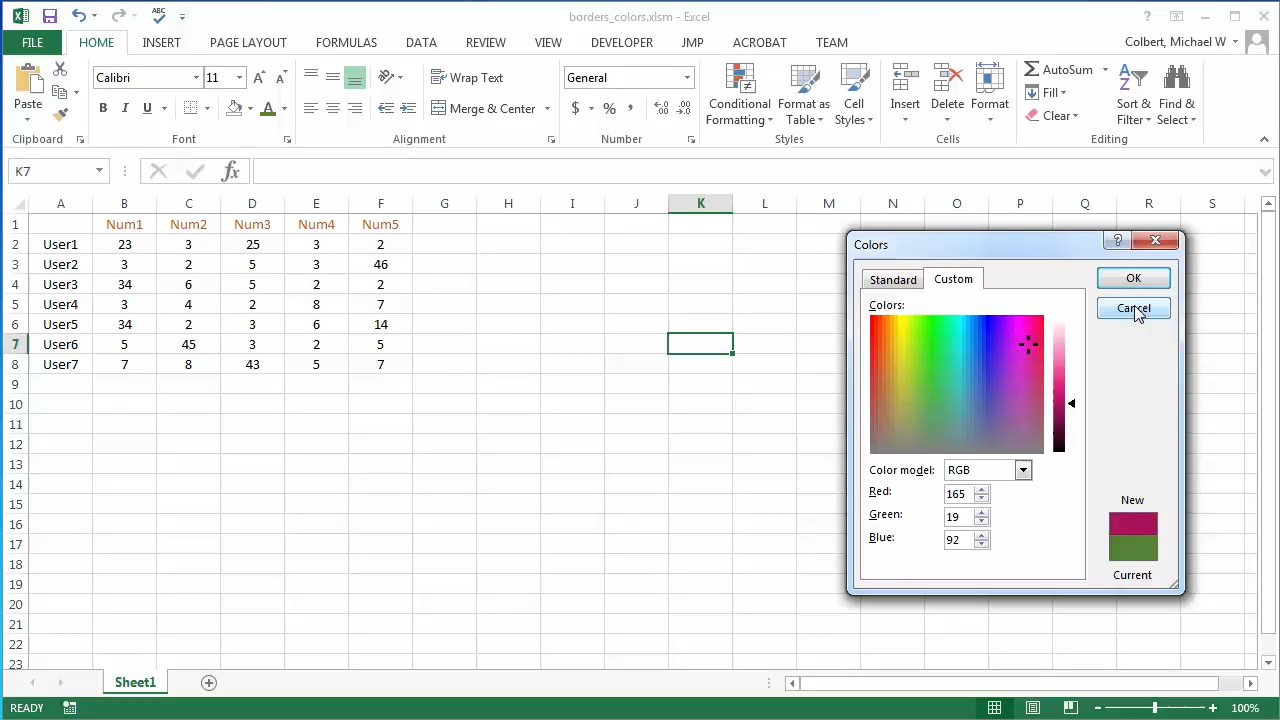 ABC
borders_colors.xlsm - Excel
?
FILE
HOME
INSERT
PAGE LAYOUT
FORMULAS
DATA
REVIEW
VIEW
DEVELOPER
JMP
ACROBAT
TEAM
Colbert, Michael W
Paste
Clipboard
Calibri
11
A A
B I U
A
Font
Wrap Text
Merge & Center
Alignment
General
$ % ,
Number
Conditional
Formatting
Format as
Table
Cell
Styles
Styles
Insert
Delete
Format
Cells
AutoSum
Fill
Clear
Sort &
Filter
Find &
Select
Editing
K7
fx
A B C D E F G H I J K L M N O P Q R S
1 Num1 Num2 Num3 Num4 Num5
2 User1 23 3 25 3 2
3 User2 3 2 5 3 46
4 User3 34 6 5 2 2
5 User4 3 4 2 8 7
6 User5 34 2 3 6 14
7 User6 5 45 3 2 5
8 User7 7 8 43 5 7
9
10
11
12
13
14
15
16
17
18
19
20
21
22
23
Colors
?
Standard
Custom
OK
Cancel
Colors:
Color model: RGB
Red: 165
Green: 19
Blue: 92
New
Current
Sheet1
READY
100%